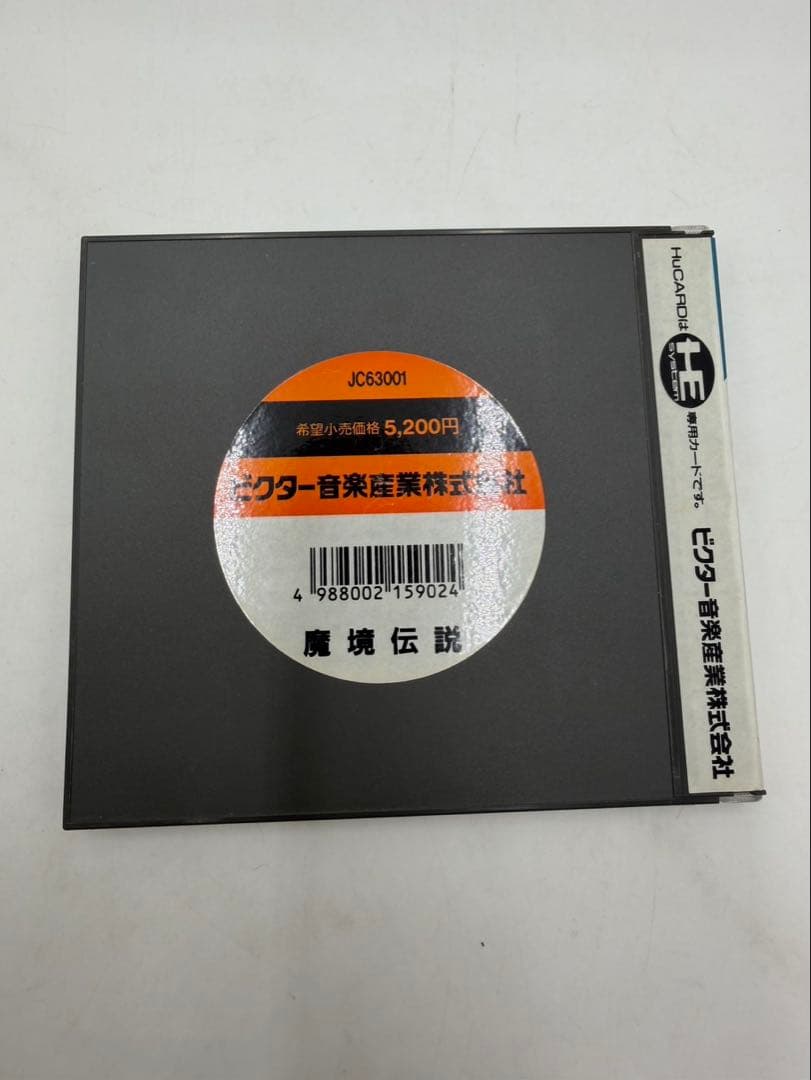 JC63001
希望小売価格 5,200円
ビクター音楽産業株式会社
4 988002 159024
魔境伝説
HuCARDは HE system 専用カードです。 ビクター音楽産業株式会社